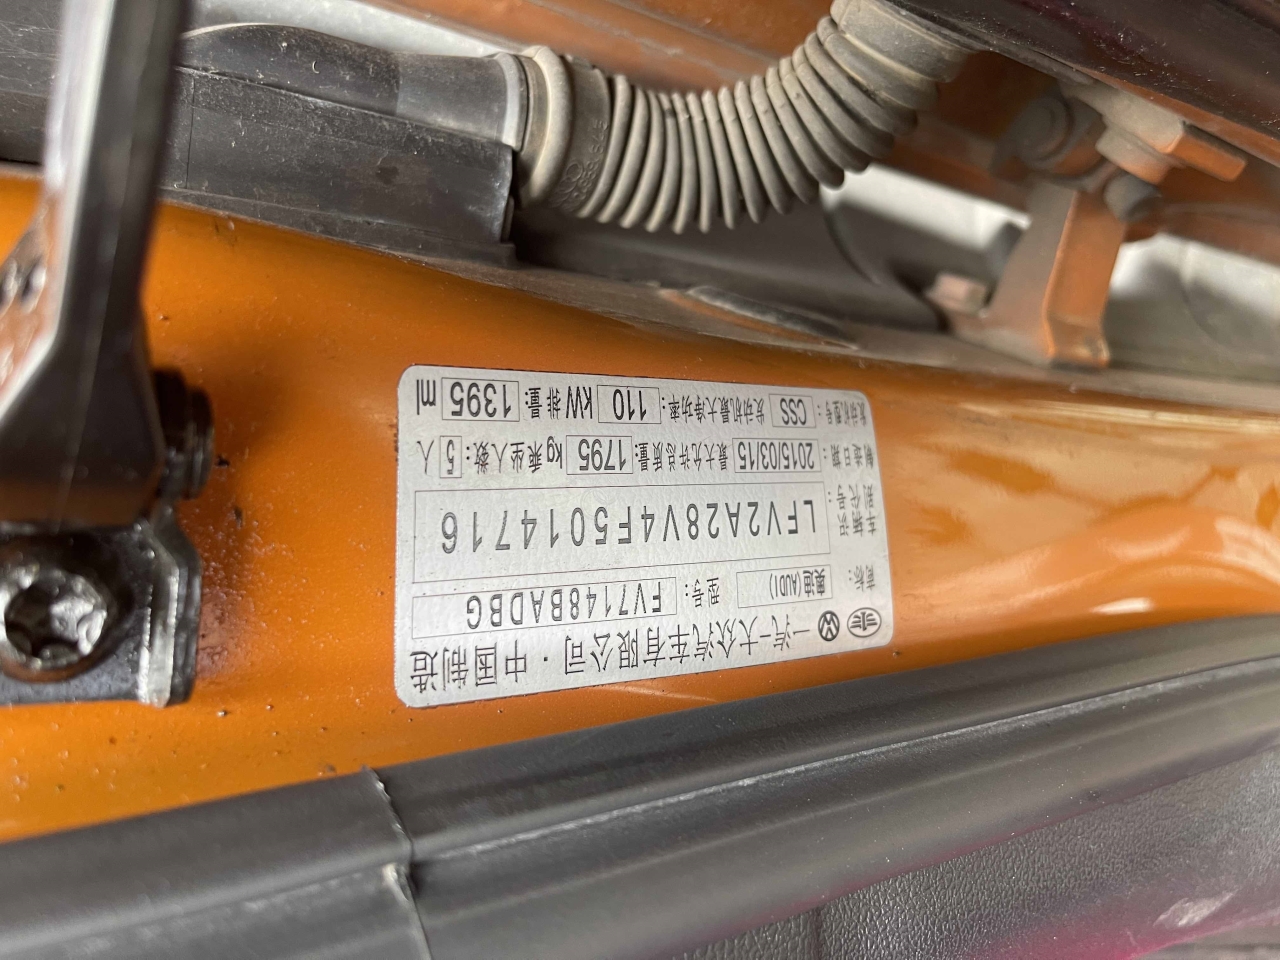 一汽一大众汽车有限公司·中国制造
商标: 奥迪(AUDI) 型号: FV7148BADBG
车辆识别代号: LFV2A28V4F5014716
制造日期: 2015/03/15 最大允许总质量: 1795 kg 乘坐人数: 5 人
发动机型号: CSS 发动机最大净功率: 110 kW 排量: 1395 ml